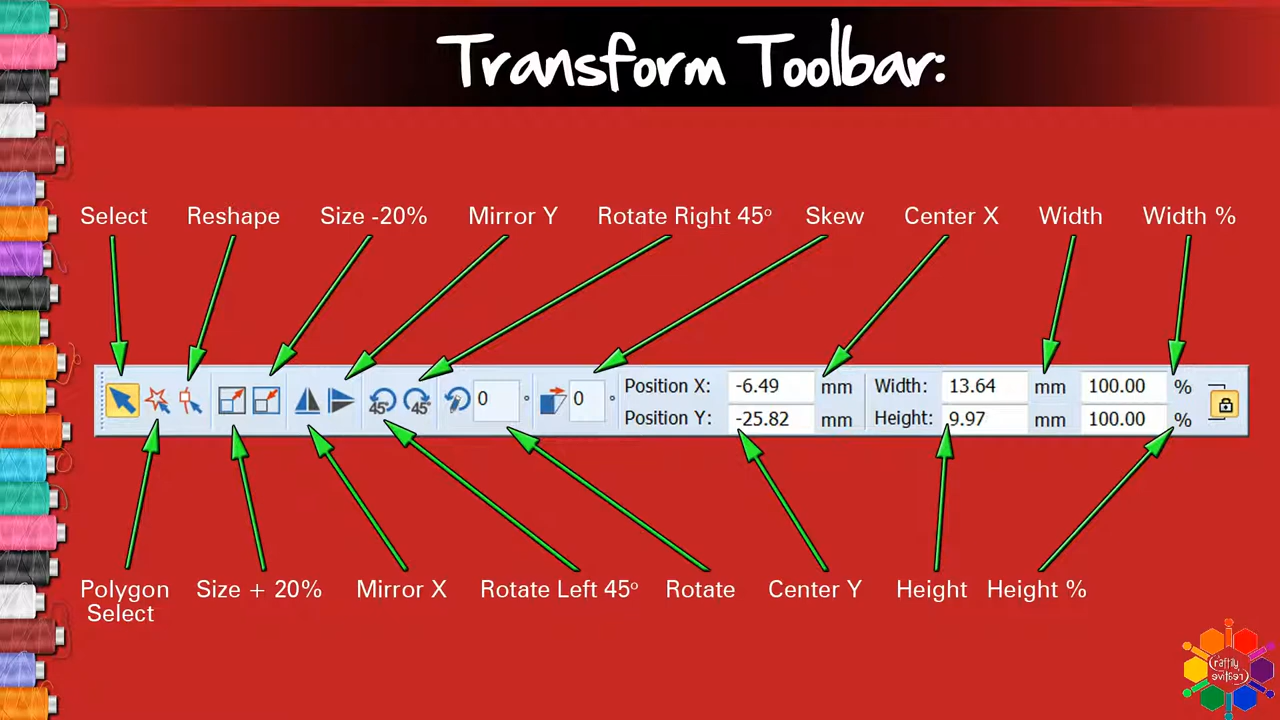 Transform Toolbar:
Select Reshape Size -20% Mirror Y Rotate Right 45° Skew Center X Width Width %
45° 45° 0 ° 0 ° Position X: -6.49 mm Width: 13.64 mm 100.00 %
Position Y: -25.82 mm Height: 9.97 mm 100.00 %
Polygon Size + 20% Mirror X Rotate Left 45° Rotate Center Y Height Height %
Select
Craftily
Creative